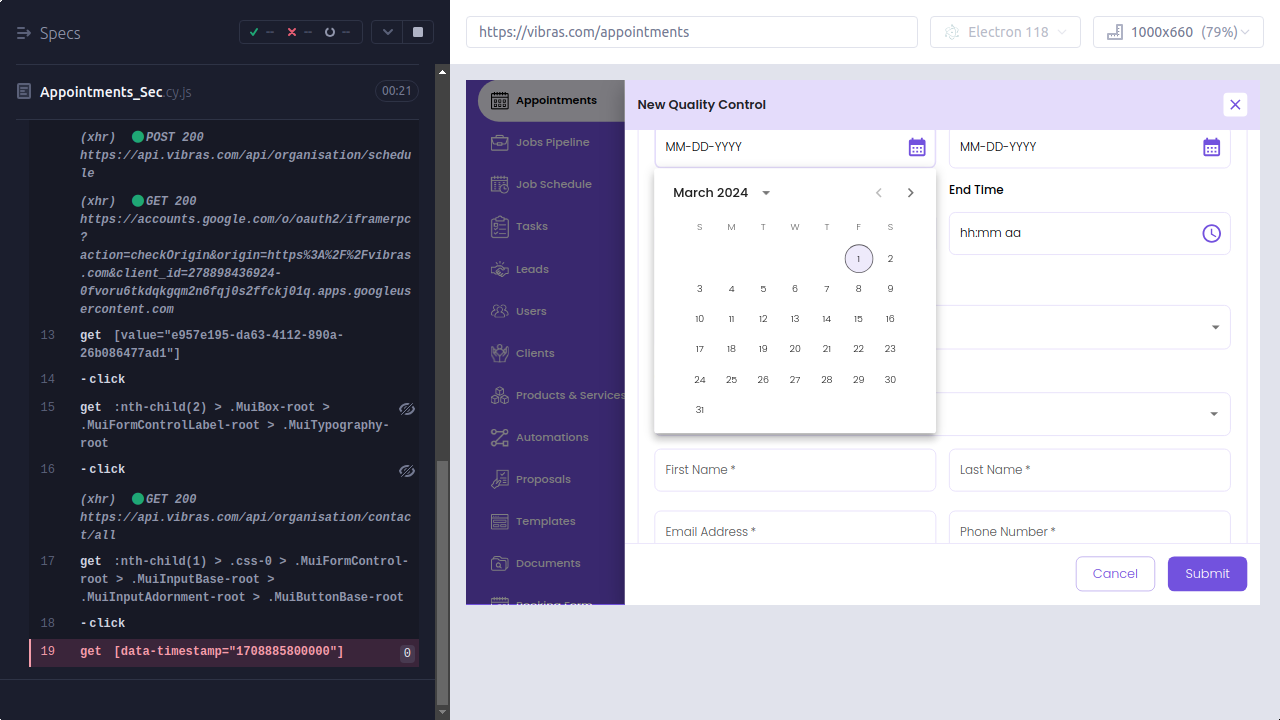 Specs
--
--
--
Appointments_Sec.cy.js
00:21
(xhr) POST 200
https://api.vibras.com/api/organisation/schedu
le
(xhr) GET 200
https://accounts.google.com/o/oauth2/iframerpc
?
action=checkOrigin&origin=https%3A%2F%2Fvibras
.com&client_id=278898436924-
0fvoru6tkdqkgqm2n6fqj0s2ffckj01q.apps.googleus
ercontent.com
13 get [value="e957e195-da63-4112-890a-
26b086477ad1"]
14 -click
15 get :nth-child(2) > .MuiBox-root >
.MuiFormControlLabel-root > .MuiTypography-
root
16 -click
(xhr) GET 200
https://api.vibras.com/api/organisation/contac
t/all
17 get :nth-child(1) > .css-0 > .MuiFormControl-
root > .MuiInputBase-root >
.MuiInputAdornment-root > .MuiButtonBase-root
18 -click
19 get [data-timestamp="1708885800000"] 0
https://vibras.com/appointments
Electron 118
1000x660 (79%)
Appointments
Jobs Pipeline
Job Schedule
Tasks
Leads
Users
Clients
Products & Services
Automations
Proposals
Templates
Documents
Booking Form
New Quality Control
MM-DD-YYYY
MM-DD-YYYY
March 2024
S M T W T F S
1 2
3 4 5 6 7 8 9
10 11 12 13 14 15 16
17 18 19 20 21 22 23
24 25 26 27 28 29 30
31
End Time
hh:mm aa
First Name *
Last Name *
Email Address *
Phone Number *
Cancel
Submit